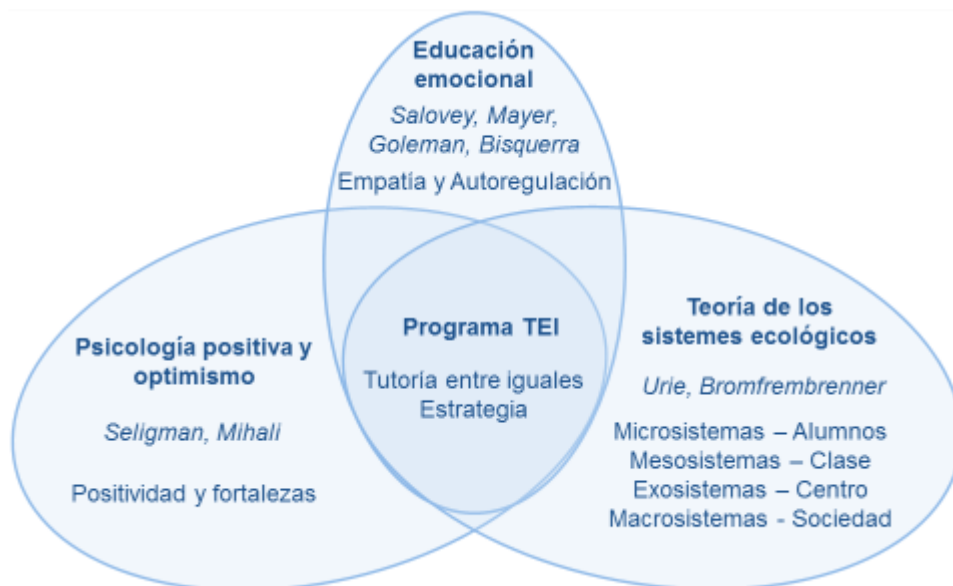 Educación
emocional
Salovey, Mayer,
Goleman, Bisquerra
Empatía y Autoregulación
Psicología positiva y
optimismo
Seligman, Mihali
Positividad y fortalezas
Programa TEI
Tutoría entre iguales
Estrategia
Teoría de los
sistemes ecológicos
Urie, Bromfrembrenner
Microsistemas – Alumnos
Mesosistemas – Clase
Exosistemas – Centro
Macrosistemas - Sociedad